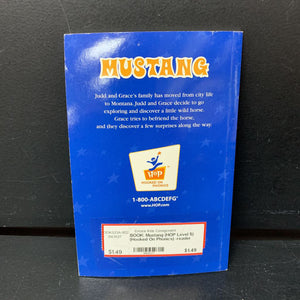 MUSTANG
Judd and Grace's family has moved from city life
to Montana. Judd and Grace decide to go
exploring and discover a little wild horse.
Grace tries to befriend the horse,
and they discover a few surprises along the way.
HOP
HOOKED ON
PHONICS
1-800-ABCDEFG
www.HOP.com
Kids Consignment
BOOK: Mustang (HOP Level 5)
(Hooked On Phonics) -reader
$1.49
$1.49